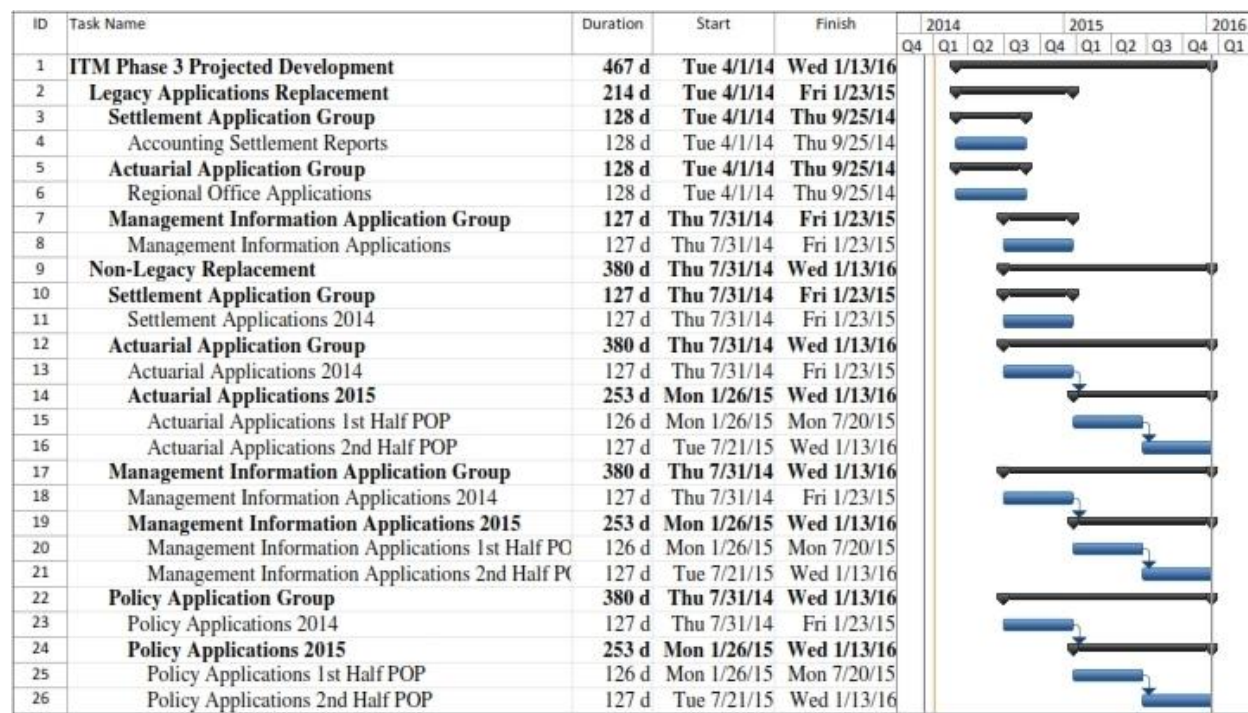 ID Task Name Duration Start Finish 2014 2015 2016
Q4 Q1 Q2 Q3 Q4 Q1 Q2 Q3 Q4 Q1
1 ITM Phase 3 Projected Development 467 d Tue 4/1/14 Wed 1/13/16
2 Legacy Applications Replacement 214 d Tue 4/1/14 Fri 1/23/15
3 Settlement Application Group 128 d Tue 4/1/14 Thu 9/25/14
4 Accounting Settlement Reports 128 d Tue 4/1/14 Thu 9/25/14
5 Actuarial Application Group 128 d Tue 4/1/14 Thu 9/25/14
6 Regional Office Applications 128 d Tue 4/1/14 Thu 9/25/14
7 Management Information Application Group 127 d Thu 7/31/14 Fri 1/23/15
8 Management Information Applications 127 d Thu 7/31/14 Fri 1/23/15
9 Non-Legacy Replacement 380 d Thu 7/31/14 Wed 1/13/16
10 Settlement Application Group 127 d Thu 7/31/14 Fri 1/23/15
11 Settlement Applications 2014 127 d Thu 7/31/14 Fri 1/23/15
12 Actuarial Application Group 380 d Thu 7/31/14 Wed 1/13/16
13 Actuarial Applications 2014 127 d Thu 7/31/14 Fri 1/23/15
14 Actuarial Applications 2015 253 d Mon 1/26/15 Wed 1/13/16
15 Actuarial Applications 1st Half POP 126 d Mon 1/26/15 Mon 7/20/15
16 Actuarial Applications 2nd Half POP 127 d Tue 7/21/15 Wed 1/13/16
17 Management Information Application Group 380 d Thu 7/31/14 Wed 1/13/16
18 Management Information Applications 2014 127 d Thu 7/31/14 Fri 1/23/15
19 Management Information Applications 2015 253 d Mon 1/26/15 Wed 1/13/16
20 Management Information Applications 1st Half PO 126 d Mon 1/26/15 Mon 7/20/15
21 Management Information Applications 2nd Half P 127 d Tue 7/21/15 Wed 1/13/16
22 Policy Application Group 380 d Thu 7/31/14 Wed 1/13/16
23 Policy Applications 2014 127 d Thu 7/31/14 Fri 1/23/15
24 Policy Applications 2015 253 d Mon 1/26/15 Wed 1/13/16
25 Policy Applications 1st Half POP 126 d Mon 1/26/15 Mon 7/20/15
26 Policy Applications 2nd Half POP 127 d Tue 7/21/15 Wed 1/13/16